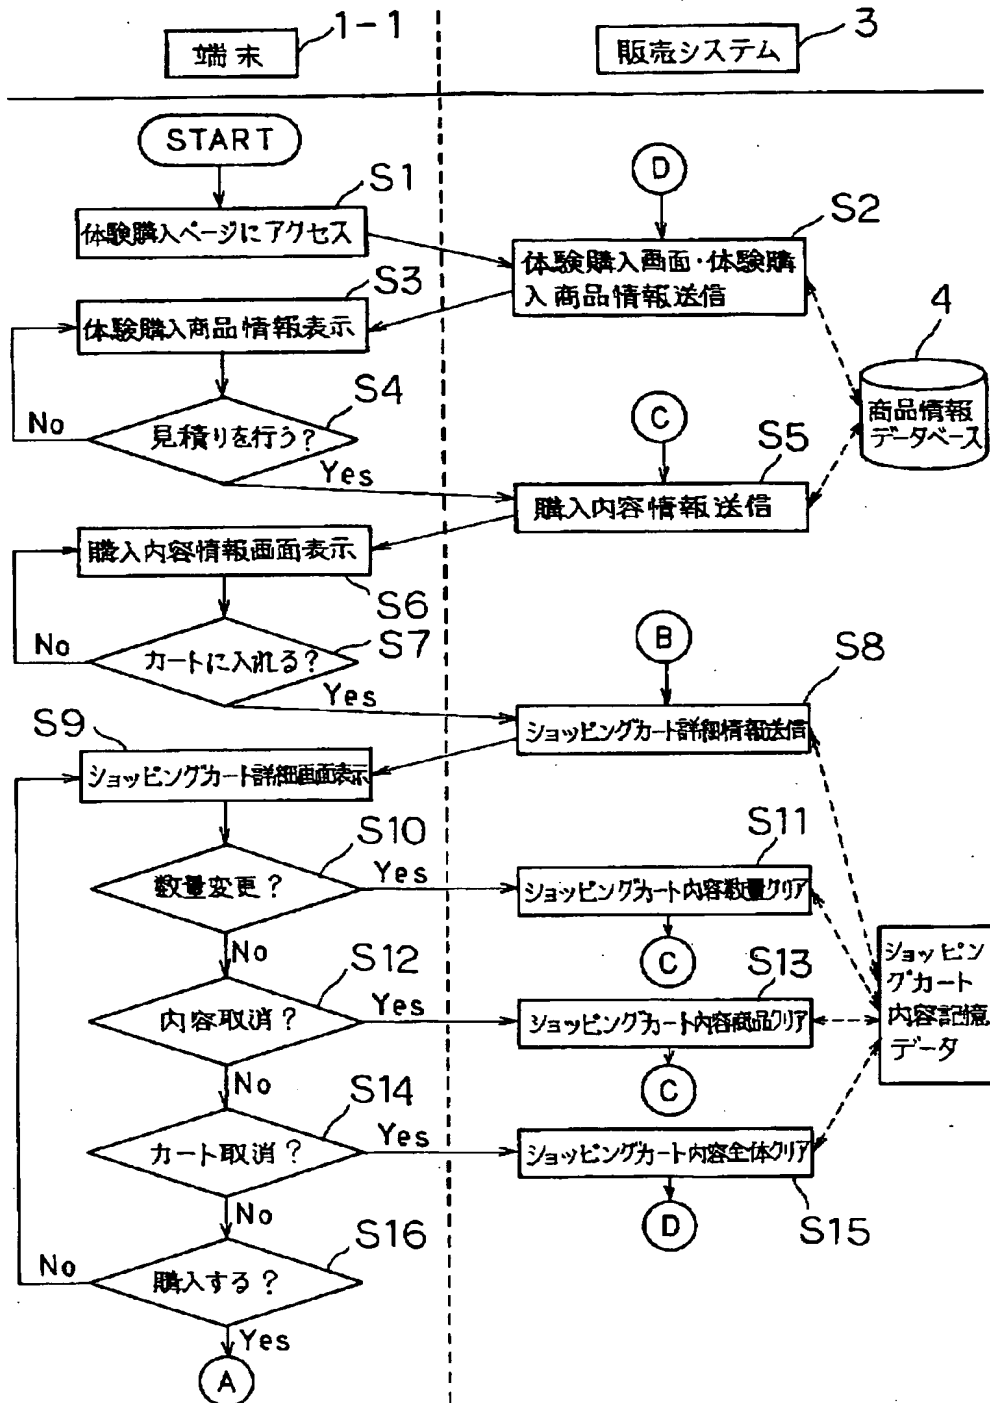 端末
1-1
販売システム
3
START
D
S1
体験購入ページにアクセス
S2
体験購入画面・体験購
入商品情報送信
S3
体験購入商品情報表示
4
商品情報
データベース
S4
見積りを行う?
No
Yes
C
S5
購入内容情報送信
購入内容情報画面表示
S6
S7
カートに入れる?
No
Yes
B
S8
ショッピングカート詳細情報送信
S9
ショッピングカート詳細画面表示
S10
数量変更?
Yes
No
S11
ショッピングカート内容数量クリア
C
ショッピン
グカート
内容記憶
データ
S12
内容取消?
Yes
No
S13
ショッピングカート内容商品クリア
C
S14
カート取消?
Yes
No
ショッピングカート内容全体クリア
S15
D
S16
購入する?
No
Yes
A